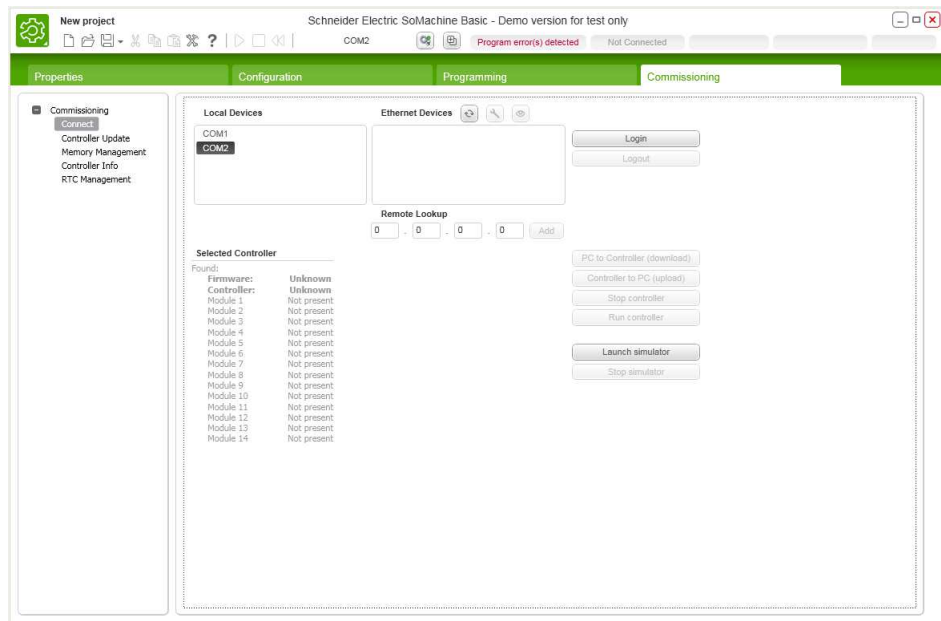 New project
Schneider Electric SoMachine Basic - Demo version for test only
?
COM2
Program error(s) detected
Not Connected
Properties
Configuration
Programming
Commissioning
Commissioning
Connect
Controller Update
Memory Management
Controller Info
RTC Management
Local Devices
COM1
COM2
Ethernet Devices
Login
Logout
Remote Lookup
0 . 0 . 0 . 0 Add
Selected Controller
Found:
Firmware: Unknown
Controller: Unknown
Module 1 Not present
Module 2 Not present
Module 3 Not present
Module 4 Not present
Module 5 Not present
Module 6 Not present
Module 7 Not present
Module 8 Not present
Module 9 Not present
Module 10 Not present
Module 11 Not present
Module 12 Not present
Module 13 Not present
Module 14 Not present
PC to Controller (download)
Controller to PC (upload)
Stop controller
Run controller
Launch simulator
Stop simulator